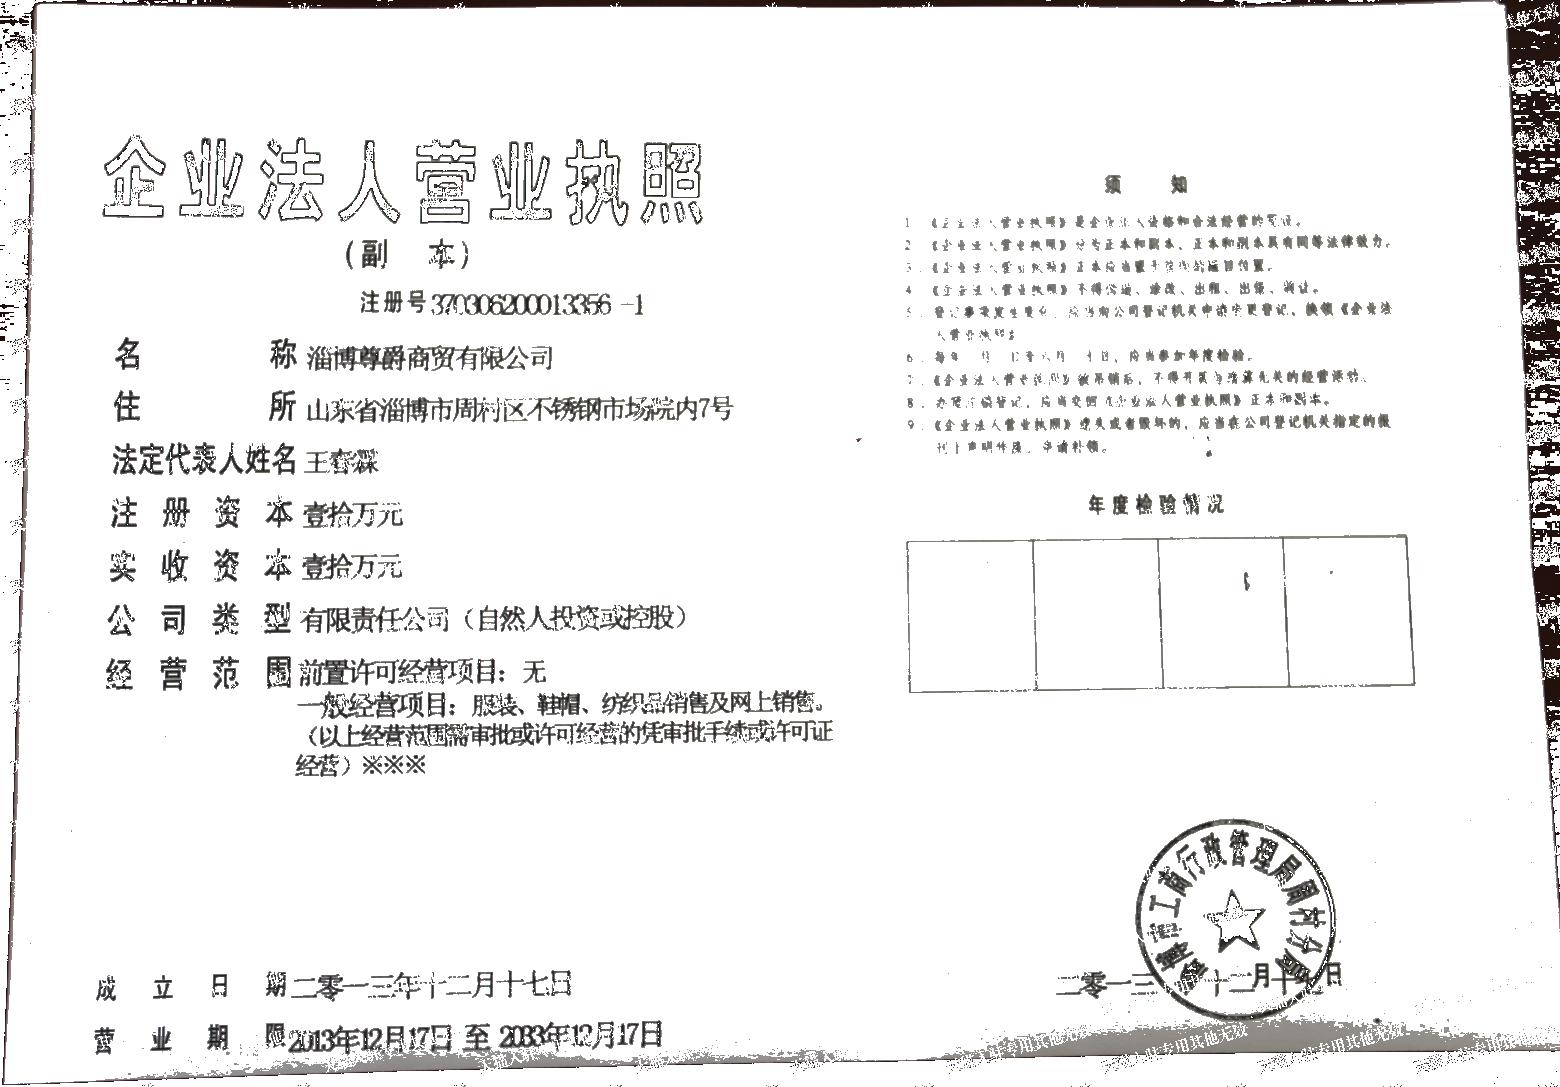 企业法人营业执照
（副 本）
注册号 370306200013356 -1
名 称 淄博尊爵商贸有限公司
住 所 山东省淄博市周村区不锈钢市场院内7号
法定代表人姓名 王春霖
注 册 资 本 壹拾万元
实 收 资 本 壹拾万元
公 司 类 型 有限责任公司（自然人投资或控股）
经 营 范 围 前置许可经营项目：无
一般经营项目：服装、鞋帽、纺织品销售及网上销售。
（以上经营范围需审批或许可经营的凭审批手续或许可证
经营）※※※
成 立 日 期 二零一三年十二月十七日
营 业 期 限 2013年12月17日 至 2033年12月17日
须 知
1．《企业法人营业执照》是企业法人资格和合法经营的凭证。
2．《企业法人营业执照》分为正本和副本，正本和副本具有同等法律效力。
3．《企业法人营业执照》正本应当置于住所的醒目位置。
4．《企业法人营业执照》不得伪造、涂改、出租、出借、转让。
5．登记事项发生变化，应当向公司登记机关申请变更登记，换领《企业法
人营业执照》
6．每年 月 日至六月 十日，应当参加年度检验。
7．《企业法人营业执照》被吊销后，不得开展与清算无关的经营活动。
8．办理注销登记，应当交回《企业法人营业执照》正本和副本。
9．《企业法人营业执照》遗失或者毁坏的，应当在公司登记机关指定的报
刊上声明作废，申请补领。
年度检验情况
淄博市工商行政管理局周村分局
二零一三 十二月十七日